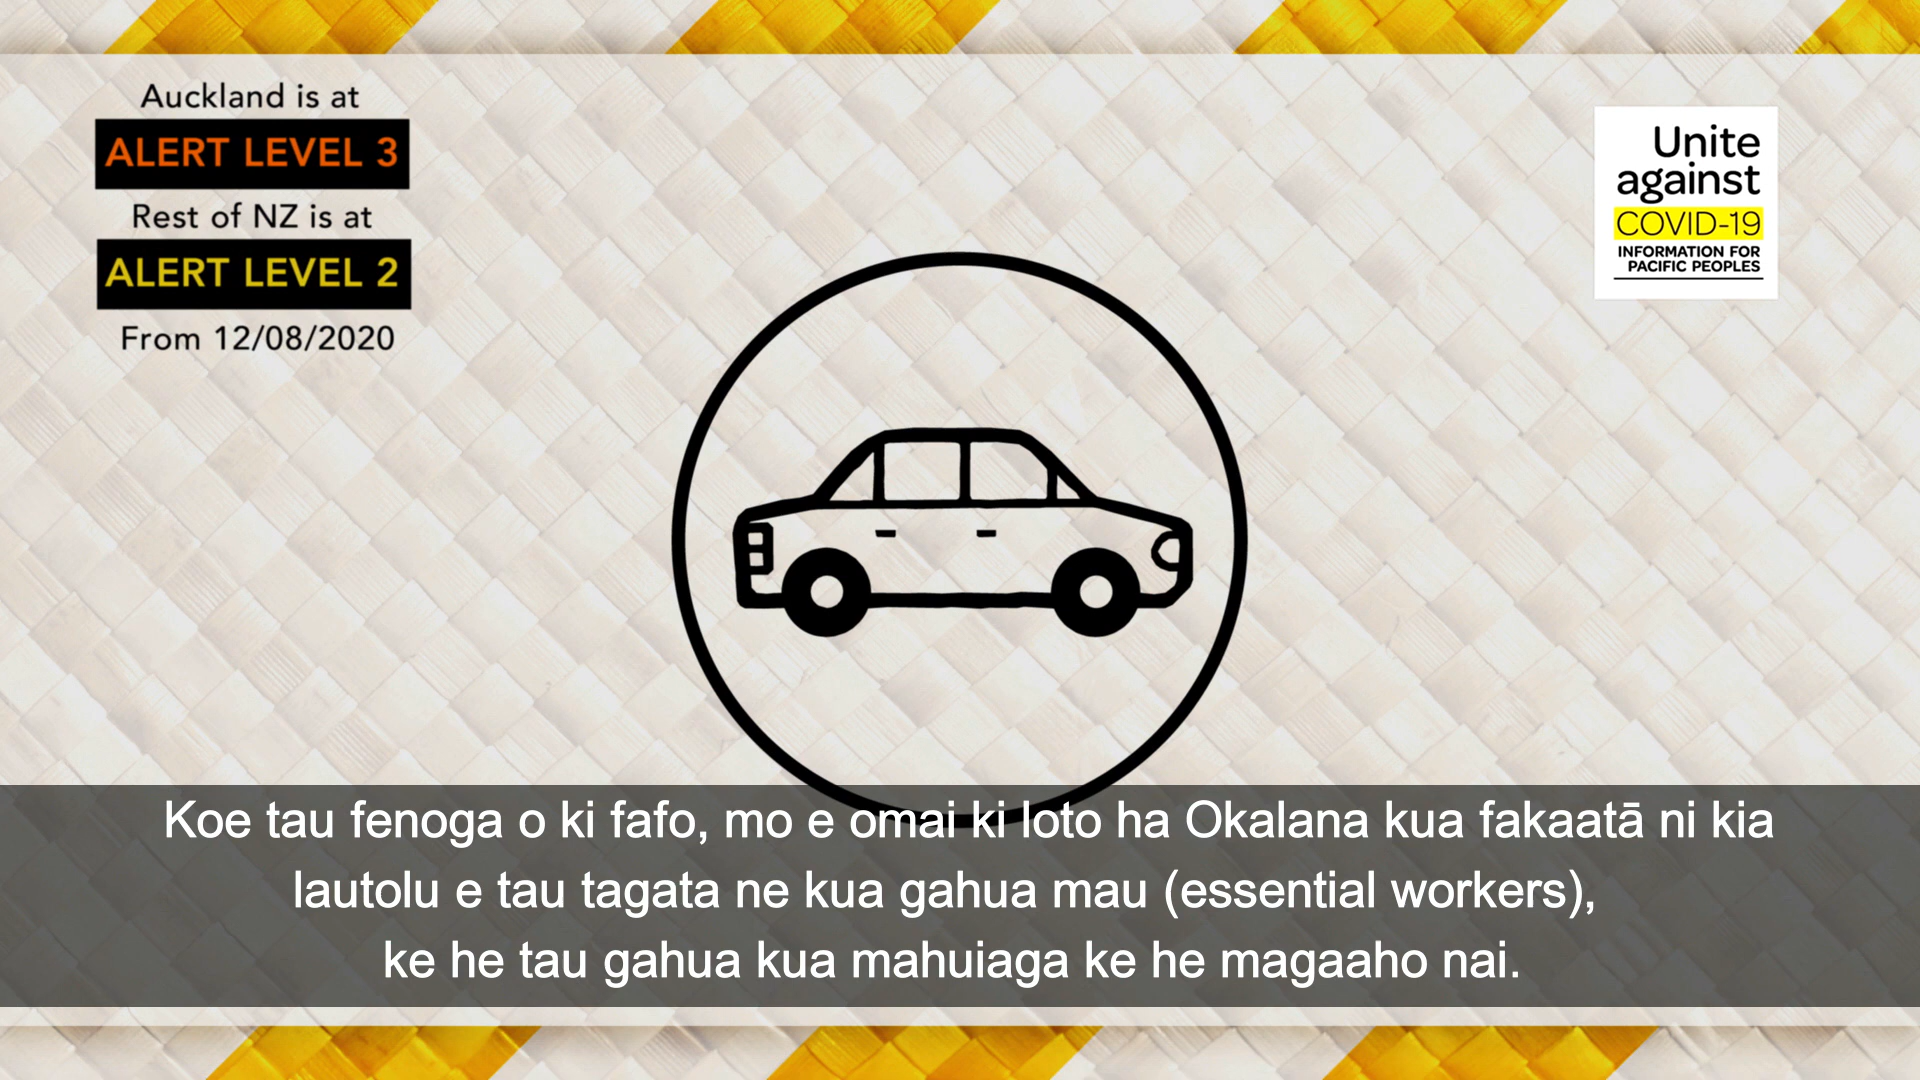 Auckland is at
ALERT LEVEL 3
Rest of NZ is at
ALERT LEVEL 2
From 12/08/2020
Unite
against
COVID-19
INFORMATION FOR
PACIFIC PEOPLES
Koe tau fenoga o ki fafo, mo e omai ki loto ha Okalana kua fakaatā ni kia
lautolu e tau tagata ne kua gahua mau (essential workers),
ke he tau gahua kua mahuiaga ke he magaaho nai.